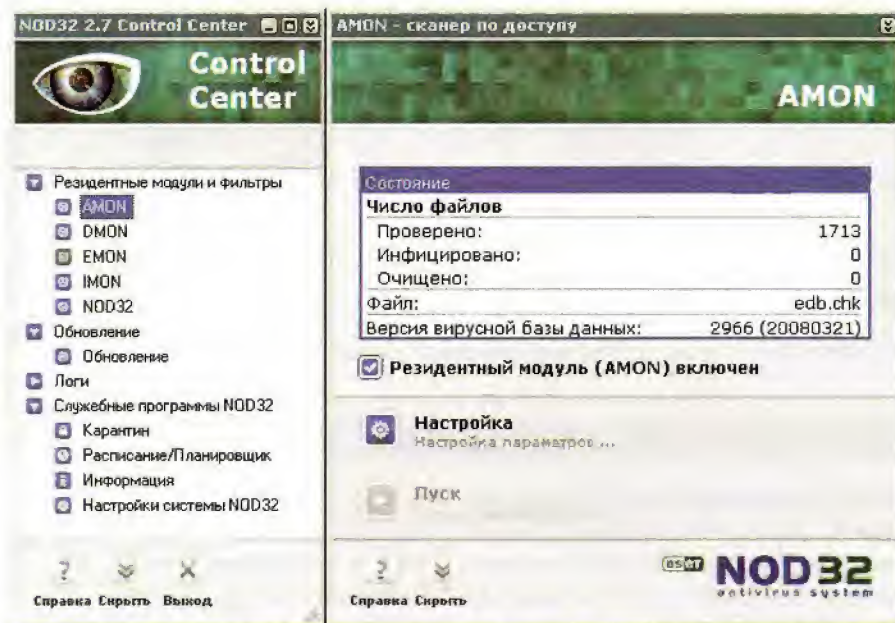 NOD32 2.7 Control Center
Control
Center
Резидентные модули и фильтры
AMON
DMON
EMON
IMON
NOD32
Обновление
Обновление
Логи
Служебные программы NOD32
Карантин
Расписание/Планировщик
Информация
Настройки системы NOD32
?
Справка Скрыть Выход
AMON - сканер по доступу
AMON
Состояние
Число файлов
Проверено: 1713
Инфицировано: 0
Очищено: 0
Файл: edb.chk
Версия вирусной базы данных: 2966 (20080321)
Резидентный модуль (AMON) включен
Настройка
Настройка параметров ...
Пуск
?
Справка Скрыть
eset NOD32
antivirus system